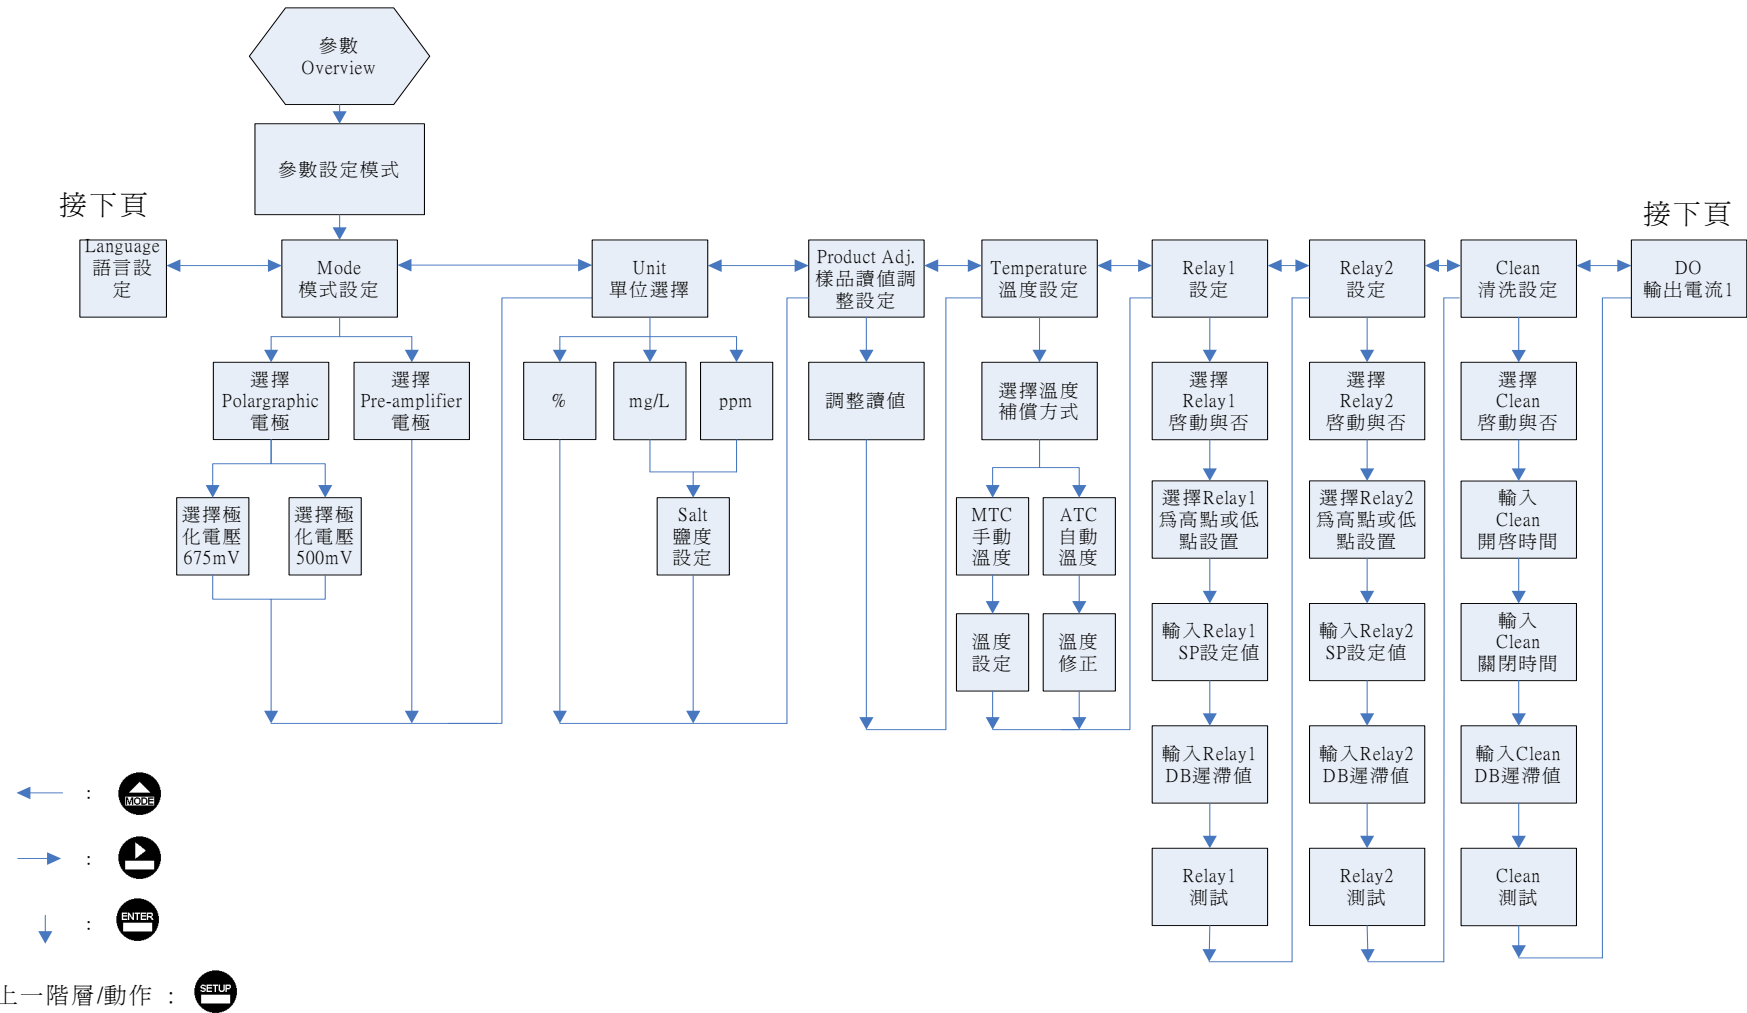 參數
Overview
參數設定模式
接下頁
接下頁
Language
語言設
定
Mode
模式設定
Unit
單位選擇
Product Adj.
樣品讀值調
整設定
Temperature
溫度設定
Relay1
設定
Relay2
設定
Clean
清洗設定
DO
輸出電流1
選擇
Polargraphic
電極
選擇
Pre-amplifier
電極
%
mg/L
ppm
調整讀值
選擇溫度
補償方式
選擇
Relay1
啓動與否
選擇
Relay2
啓動與否
選擇
Clean
啓動與否
選擇極
化電壓
675mV
選擇極
化電壓
500mV
Salt
鹽度
設定
MTC
手動
溫度
ATC
自動
溫度
選擇Relay1
爲高點或低
點設置
選擇Relay2
爲高點或低
點設置
輸入
Clean
開啓時間
溫度
設定
溫度
修正
輸入Relay1
SP設定值
輸入Relay2
SP設定值
輸入
Clean
關閉時間
輸入Relay1
DB遲滯值
輸入Relay2
DB遲滯值
輸入Clean
DB遲滯值
Relay1
測試
Relay2
測試
Clean
測試
: MODE
:
: ENTER
上一階層/動作 : SETUP